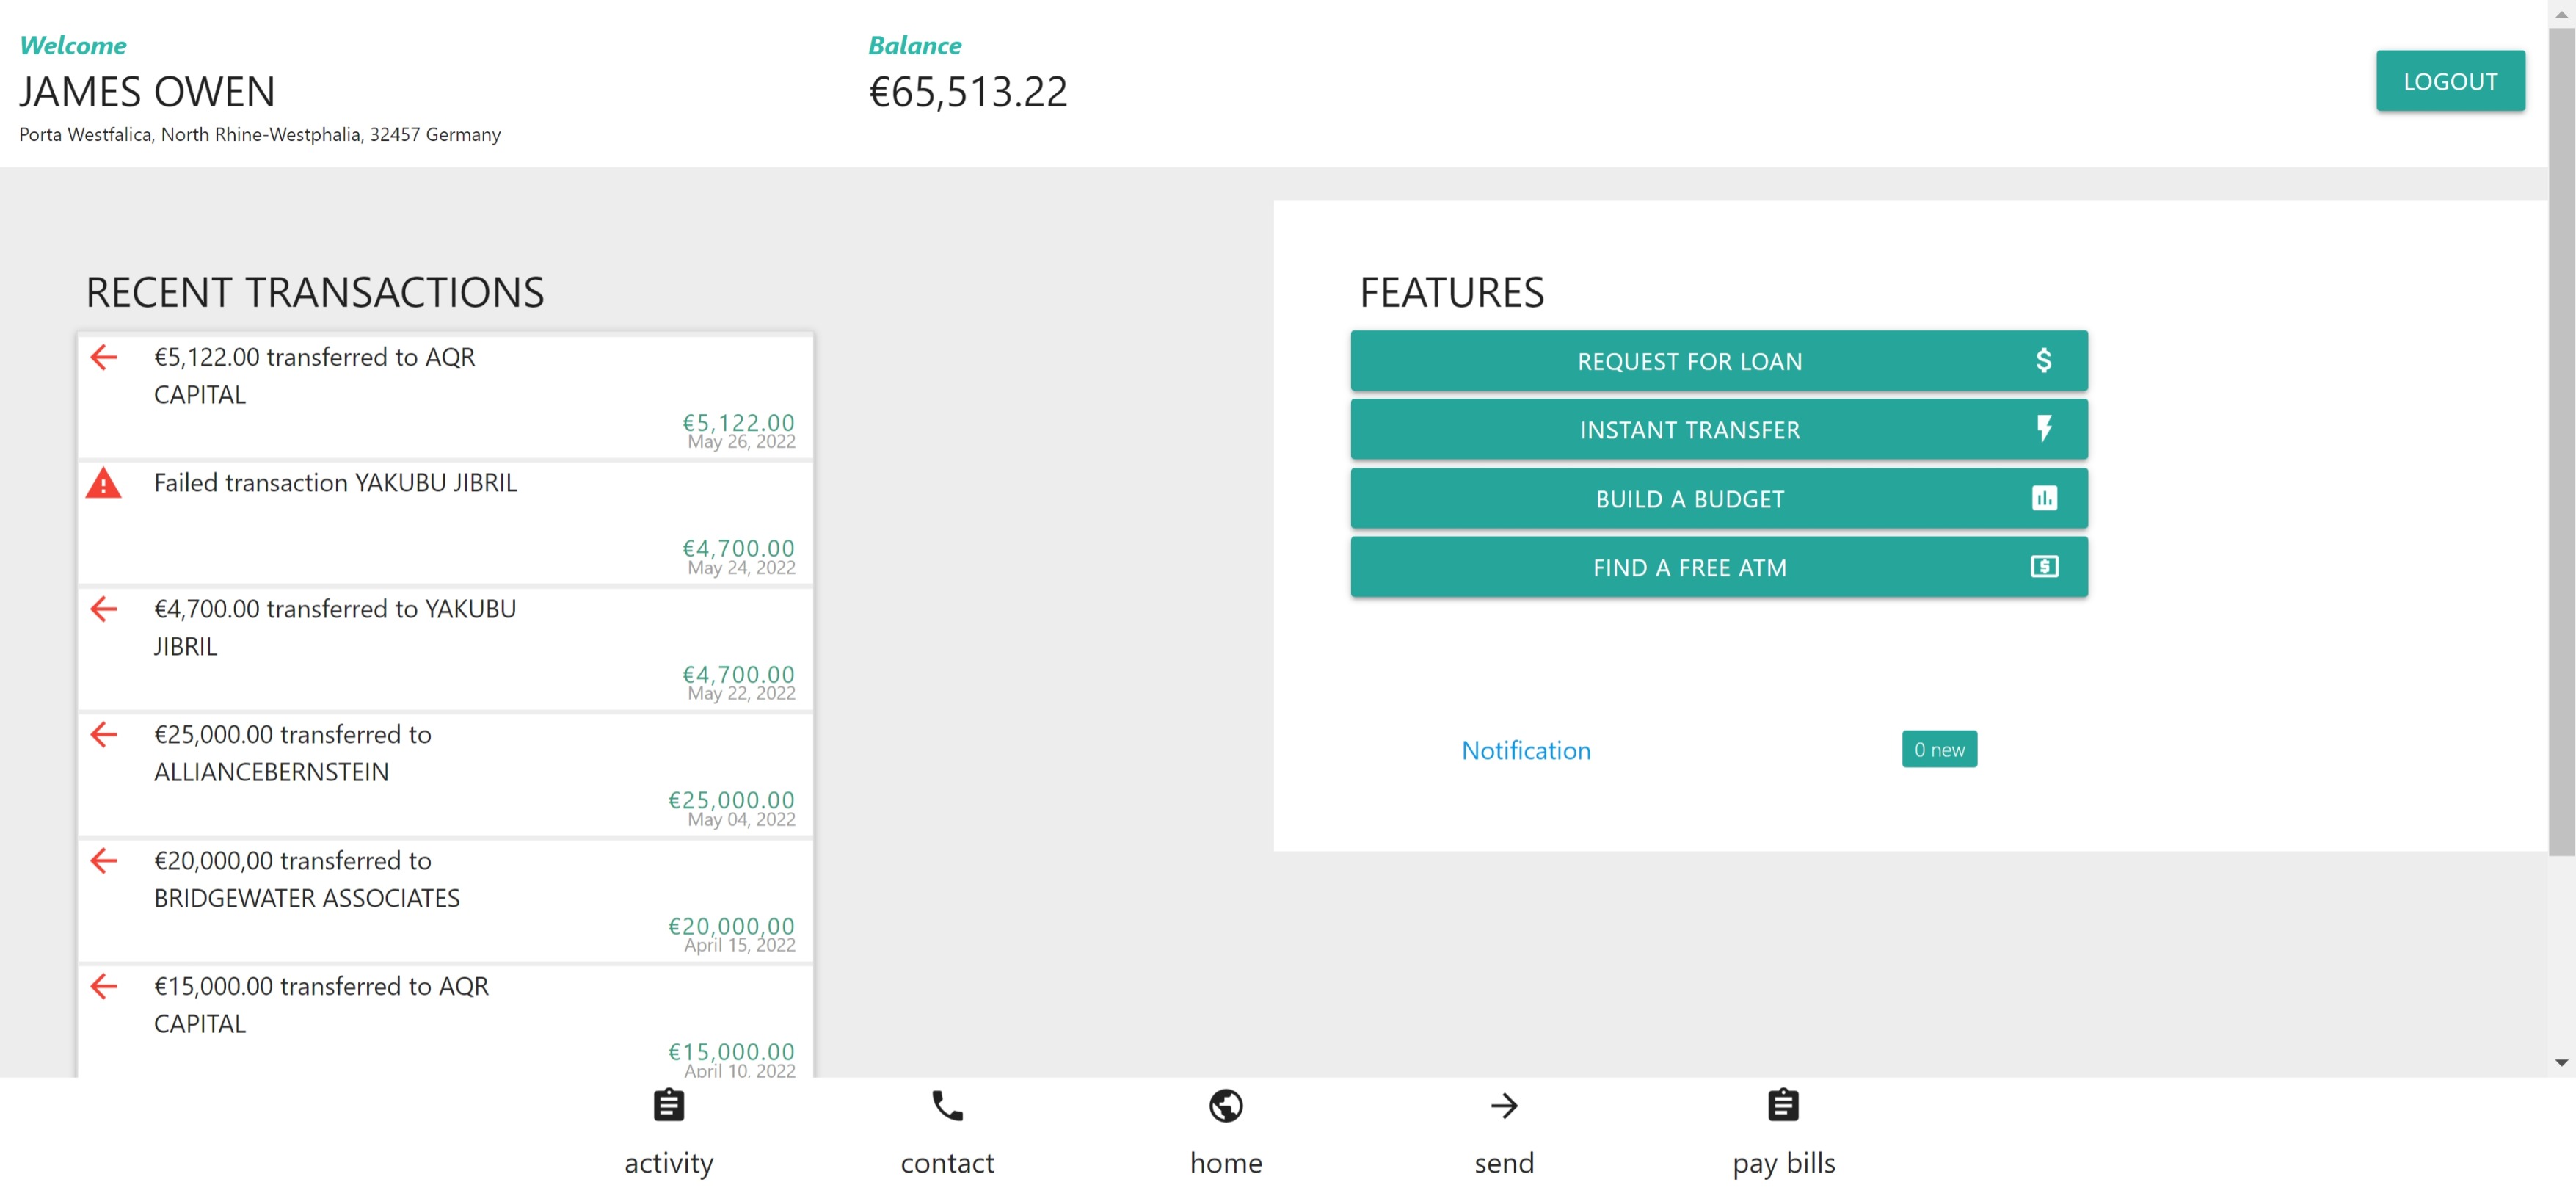 Welcome
JAMES OWEN
Porta Westfalica, North Rhine-Westphalia, 32457 Germany
Balance
€65,513.22
LOGOUT
RECENT TRANSACTIONS
€5,122.00 transferred to AQR
CAPITAL
€5,122.00
May 26, 2022
Failed transaction YAKUBU JIBRIL
€4,700.00
May 24, 2022
€4,700.00 transferred to YAKUBU
JIBRIL
€4,700.00
May 22, 2022
€25,000.00 transferred to
ALLIANCEBERNSTEIN
€25,000.00
May 04, 2022
€20,000,00 transferred to
BRIDGEWATER ASSOCIATES
€20,000,00
April 15, 2022
€15,000.00 transferred to AQR
CAPITAL
€15,000.00
April 10, 2022
FEATURES
REQUEST FOR LOAN
INSTANT TRANSFER
BUILD A BUDGET
FIND A FREE ATM
Notification
0 new
activity
contact
home
send
pay bills